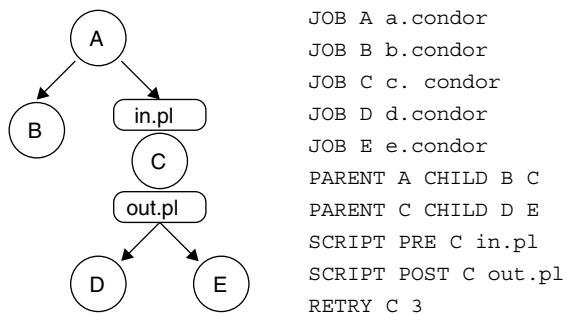 A
B
in.pl
C
out.pl
D
E
JOB A a.condor
JOB B b.condor
JOB C c. condor
JOB D d.condor
JOB E e.condor
PARENT A CHILD B C
PARENT C CHILD D E
SCRIPT PRE C in.pl
SCRIPT POST C out.pl
RETRY C 3